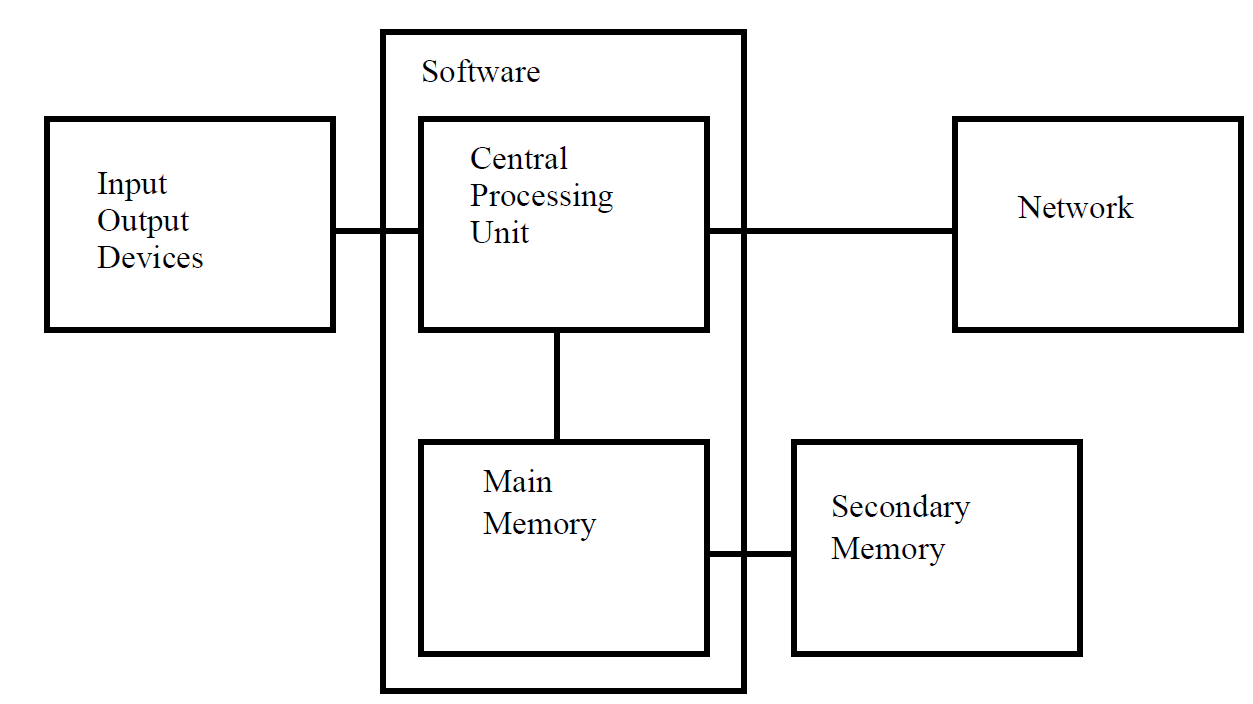 Software
Input
Output
Devices
Central
Processing
Unit
Network
Main
Memory
Secondary
Memory